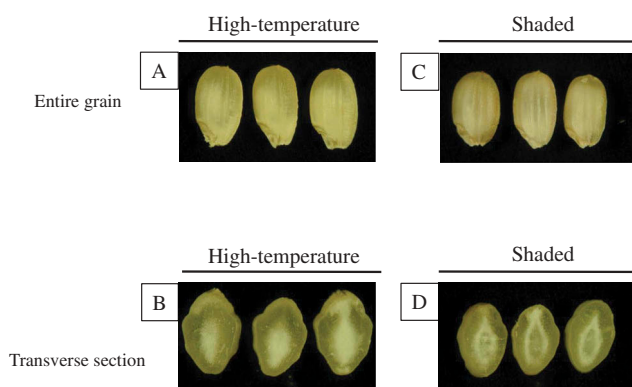 High-temperature
Shaded
A
C
Entire grain
High-temperature
Shaded
B
D
Transverse section